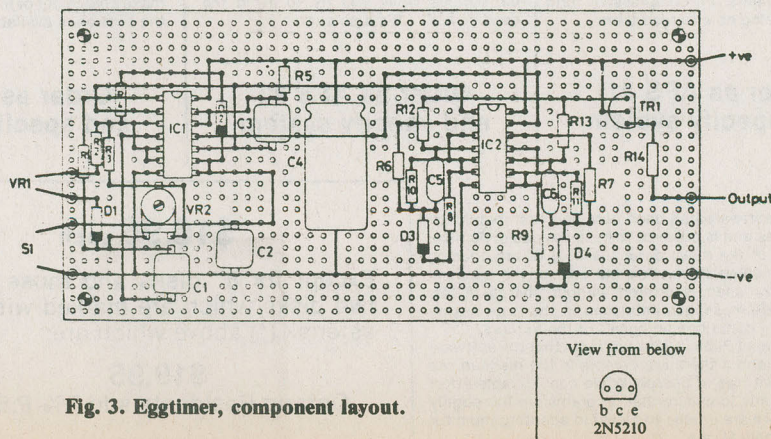 +ve
R5
R4
IC1
C3
R12
IC2
R13
TR1
C4
R14
R6
R10
C5
R8
C6
R11
R7
VR1
D1
VR2
Output
S1
D3
R9
D4
C2
-ve
C1
View from below
b c e
2N5210
Fig. 3. Eggtimer, component layout.